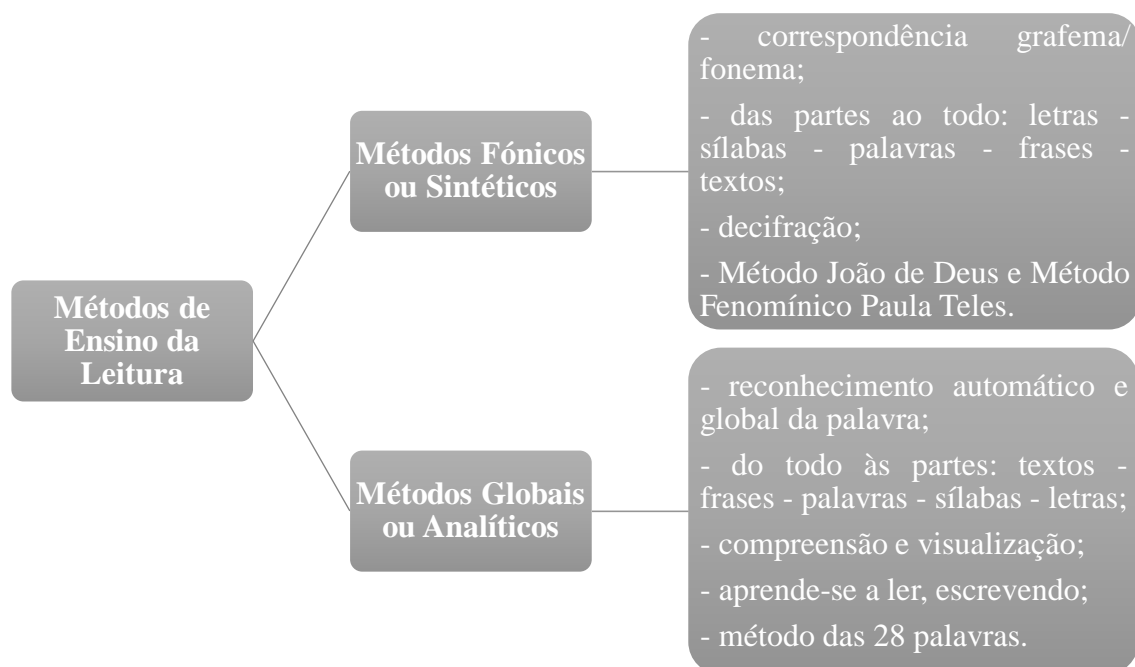 Métodos de
Ensino da
Leitura
Métodos Fónicos
ou Sintéticos
- correspondência grafema/
fonema;
- das partes ao todo: letras -
sílabas - palavras - frases -
textos;
- decifração;
- Método João de Deus e Método
Fenomínico Paula Teles.
Métodos Globais
ou Analíticos
- reconhecimento automático e
global da palavra;
- do todo às partes: textos -
frases - palavras - sílabas - letras;
- compreensão e visualização;
- aprende-se a ler, escrevendo;
- método das 28 palavras.